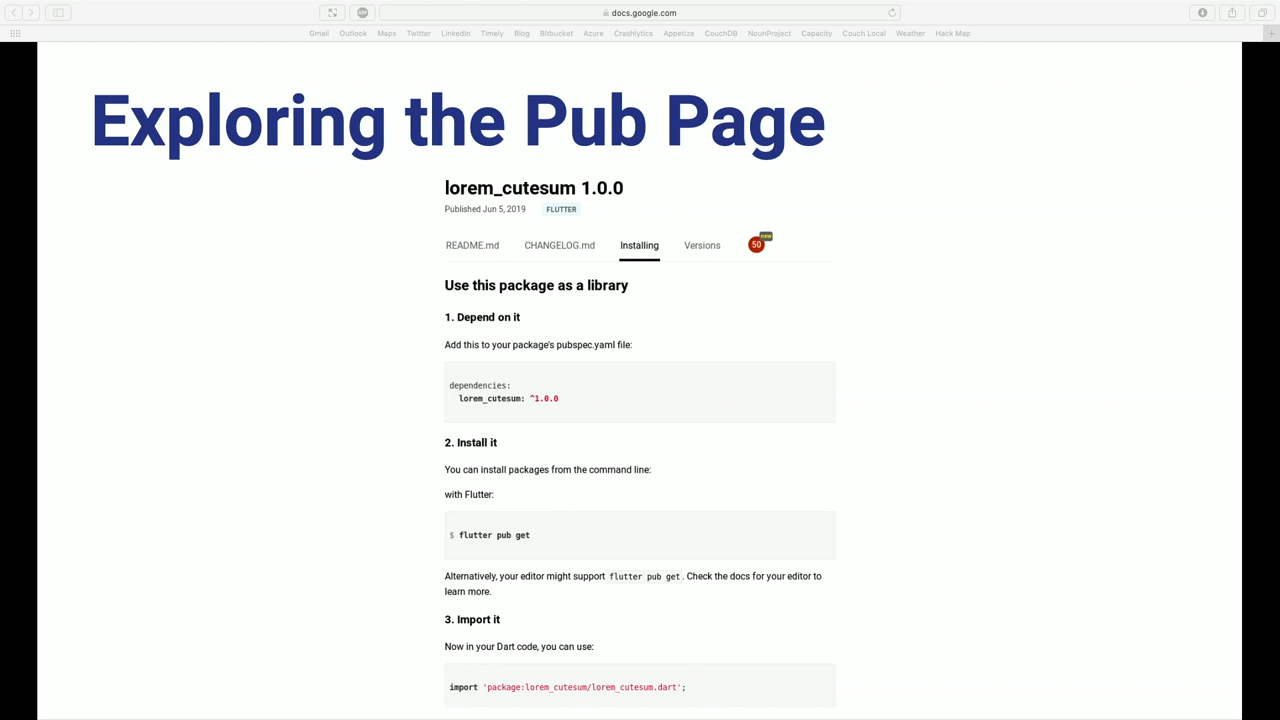 docs.google.com
Gmail Outlook Maps Twitter LinkedIn Timely Blog Bitbucket Azure Crashlytics Appetize CouchDB NounProject Capacity Couch Local Weather Hack Map
Exploring the Pub Page
lorem_cutesum 1.0.0
Published Jun 5, 2019 FLUTTER
README.md CHANGELOG.md Installing Versions 50 new
Use this package as a library
1. Depend on it
Add this to your package's pubspec.yaml file:
dependencies:
lorem_cutesum: ^1.0.0
2. Install it
You can install packages from the command line:
with Flutter:
$ flutter pub get
Alternatively, your editor might support flutter pub get. Check the docs for your editor to
learn more.
3. Import it
Now in your Dart code, you can use:
import 'package:lorem_cutesum/lorem_cutesum.dart';